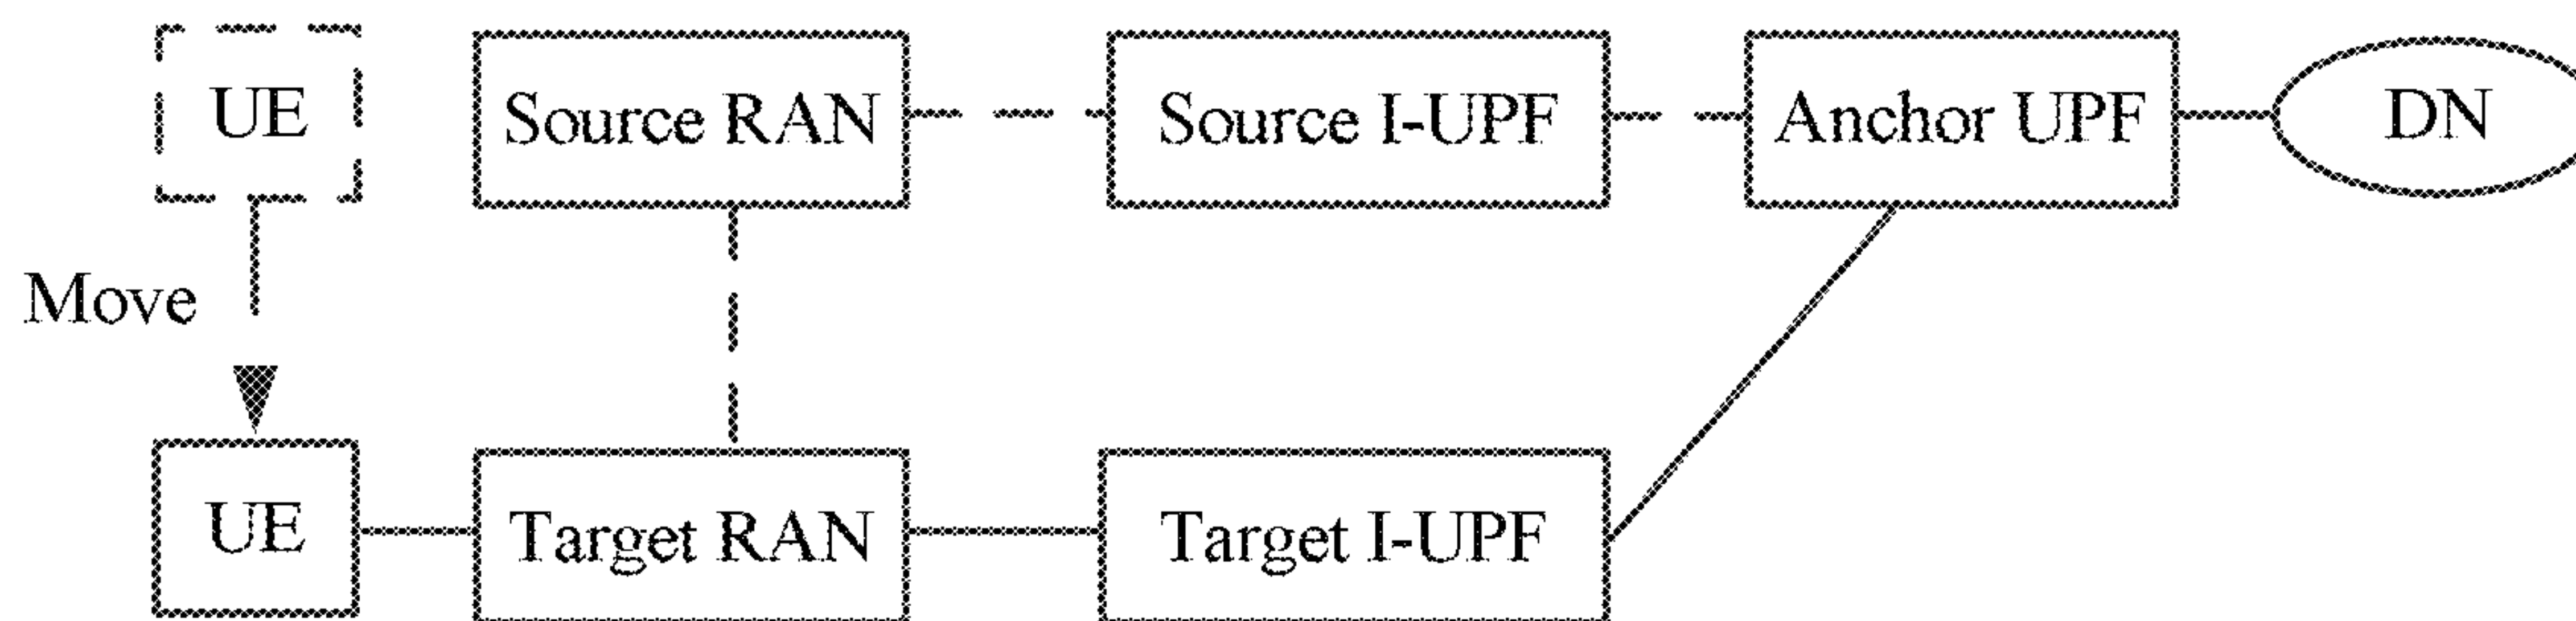 UE
Source RAN
Source I-UPF
Anchor UPF
DN
Move
UE
Target RAN
Target I-UPF